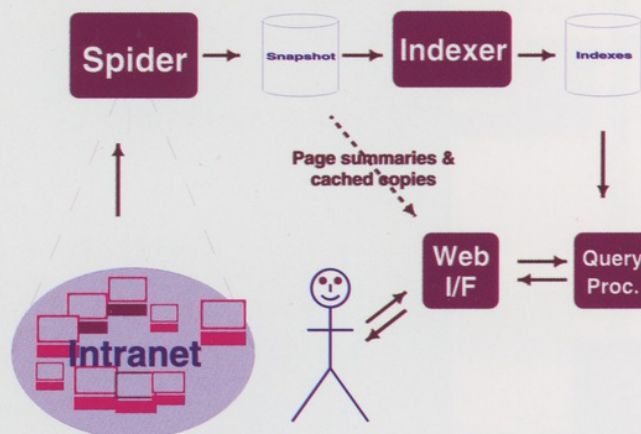 Spider
Snapshot
Indexer
Indexes
Page summaries &
cached copies
Web
I/F
Query
Proc.
Intranet